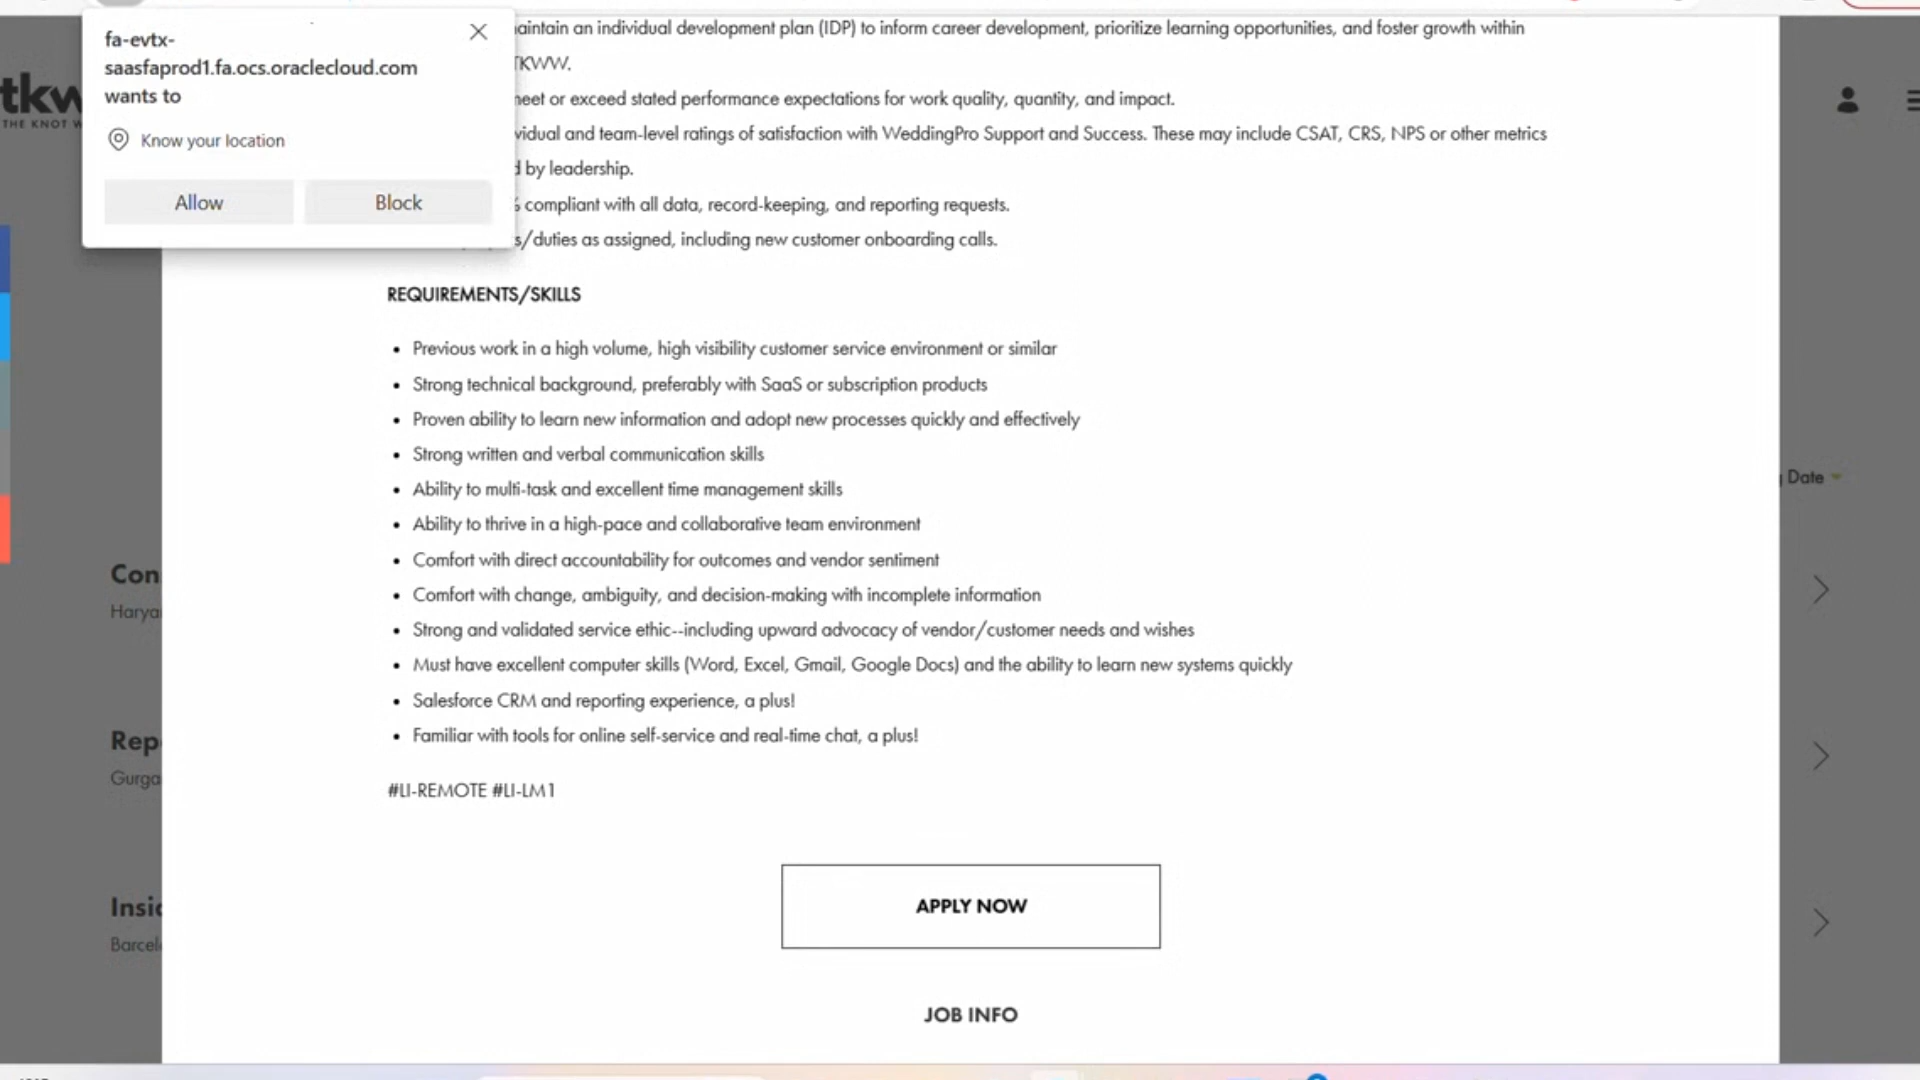 fa-evtx-
saasfaprod1.fa.ocs.oraclecloud.com
wants to
Know your location
Allow Block
tkw
THE KNOT W
aintain an individual development plan (IDP) to inform career development, prioritize learning opportunities, and foster growth within
TKWW.
meet or exceed stated performance expectations for work quality, quantity, and impact.
vidual and team-level ratings of satisfaction with WeddingPro Support and Success. These may include CSAT, CRS, NPS or other metrics
d by leadership.
% compliant with all data, record-keeping, and reporting requests.
s/duties as assigned, including new customer onboarding calls.
REQUIREMENTS/SKILLS
• Previous work in a high volume, high visibility customer service environment or similar
• Strong technical background, preferably with SaaS or subscription products
• Proven ability to learn new information and adopt new processes quickly and effectively
• Strong written and verbal communication skills
• Ability to multi-task and excellent time management skills
• Ability to thrive in a high-pace and collaborative team environment
• Comfort with direct accountability for outcomes and vendor sentiment
• Comfort with change, ambiguity, and decision-making with incomplete information
• Strong and validated service ethic--including upward advocacy of vendor/customer needs and wishes
• Must have excellent computer skills (Word, Excel, Gmail, Google Docs) and the ability to learn new systems quickly
• Salesforce CRM and reporting experience, a plus!
• Familiar with tools for online self-service and real-time chat, a plus!
#LI-REMOTE #LI-LM1
APPLY NOW
JOB INFO
g Date
Con
Harya
Rep
Gurga
Insid
Barcel